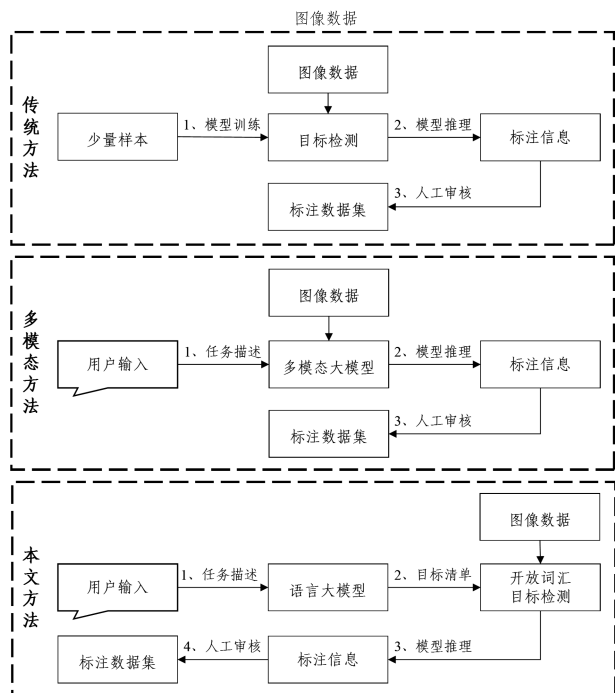 图像数据
传统方法
图像数据
少量样本
1、模型训练
目标检测
2、模型推理
标注信息
标注数据集
3、人工审核
多模态方法
图像数据
用户输入
1、任务描述
多模态大模型
2、模型推理
标注信息
标注数据集
3、人工审核
本文方法
图像数据
用户输入
1、任务描述
语言大模型
2、目标清单
开放词汇
目标检测
标注数据集
4、人工审核
标注信息
3、模型推理